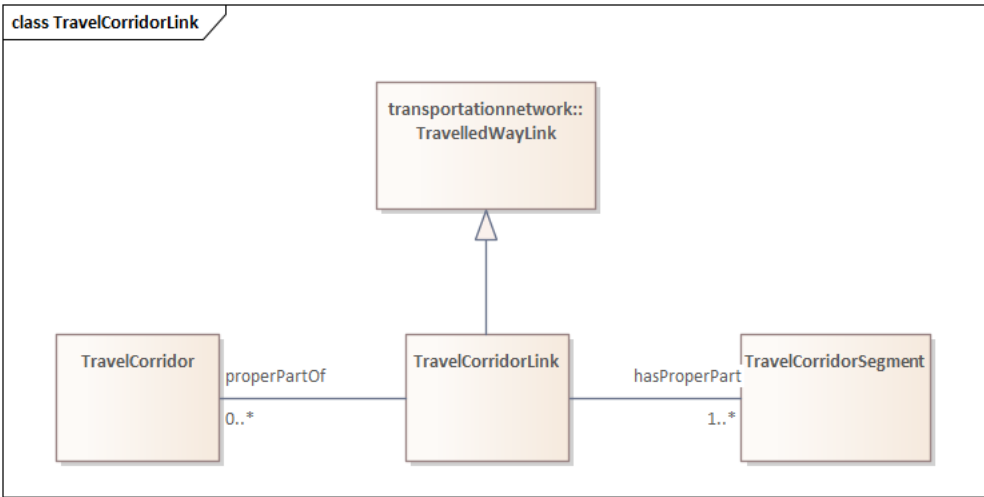 class TravelCorridorLink
transportationnetwork::
TravelledWayLink
TravelCorridor
properPartOf
0..*
TravelCorridorLink
hasProperPart
1..*
TravelCorridorSegment